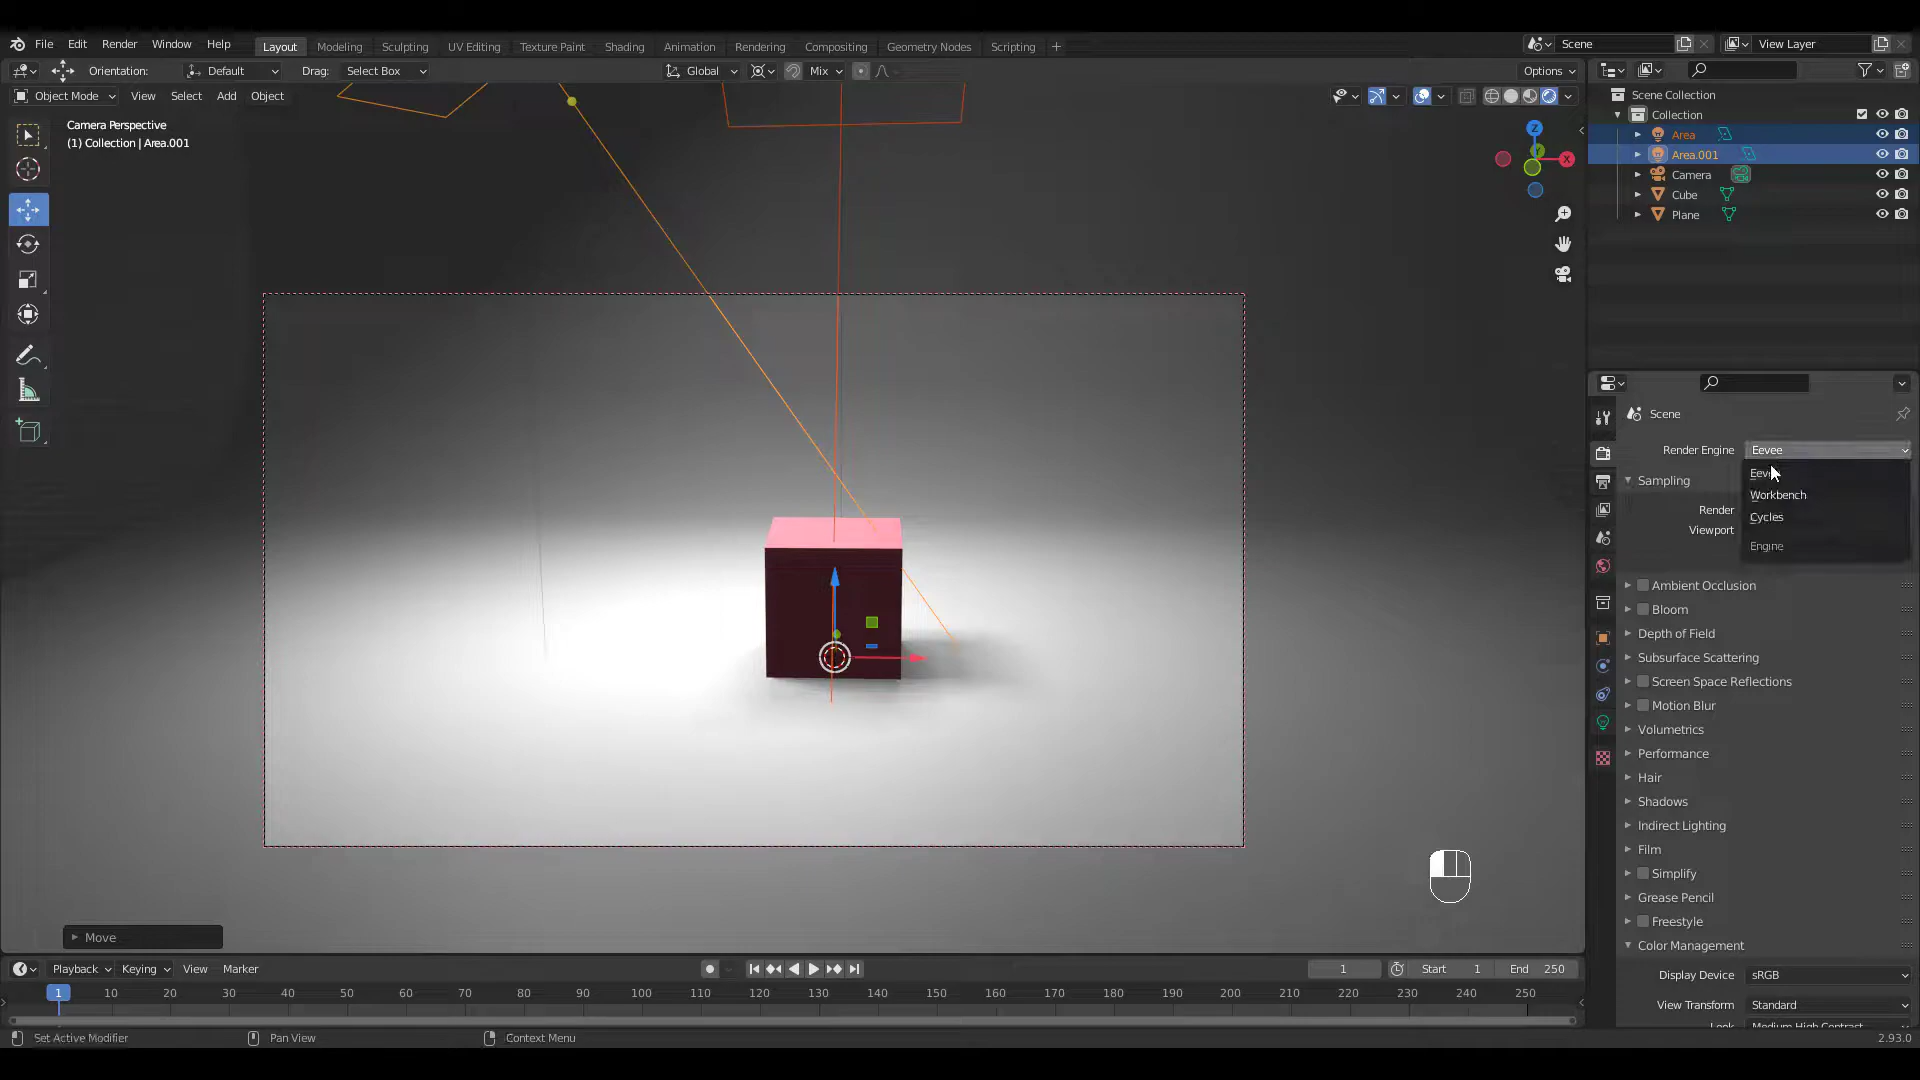 File Edit Render Window Help Layout Modeling Sculpting UV Editing Texture Paint Shading Animation Rendering Compositing Geometry Nodes Scripting + Scene View Layer
Orientation: Default Drag: Select Box Global Mix Options
Object Mode View Select Add Object
Camera Perspective
(1) Collection | Area.001
Z
Y
X
Scene Collection
Collection
Area
Area.001
Camera
Cube
Plane
Scene
Render Engine Eevee
Workbench
Cycles
Engine
Sampling
Render
Viewport
Ambient Occlusion
Bloom
Depth of Field
Subsurface Scattering
Screen Space Reflections
Motion Blur
Volumetrics
Performance
Hair
Shadows
Indirect Lighting
Film
Simplify
Grease Pencil
Freestyle
Color Management
Display Device sRGB
View Transform Standard
Look Medium High Contrast
Move
Playback Keying View Marker 1 Start 1 End 250
1 10 20 30 40 50 60 70 80 90 100 110 120 130 140 150 160 170 180 190 200 210 220 230 240 250
Set Active Modifier Pan View Context Menu 2.93.0